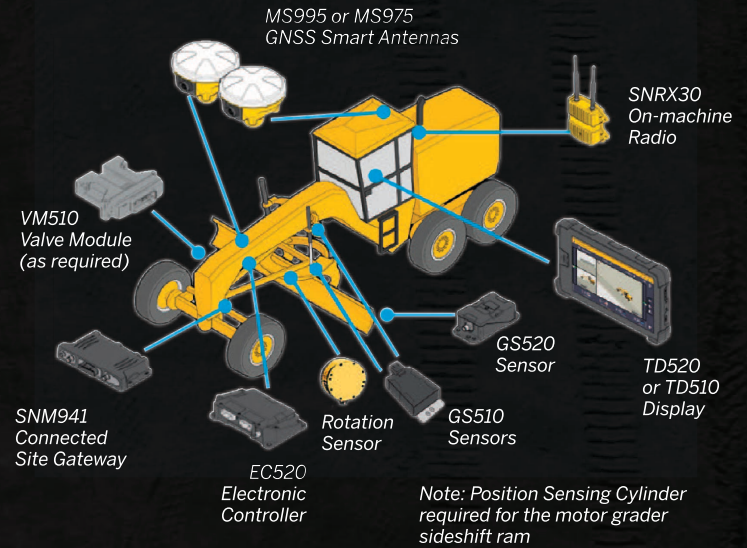 MS995 or MS975
GNSS Smart Antennas
SNRX30
On-machine
Radio
VM510
Valve Module
(as required)
GS520
Sensor
TD520
or TD510
Display
SNM941
Connected
Site Gateway
Rotation
Sensor
GS510
Sensors
EC520
Electronic
Controller
Note: Position Sensing Cylinder
required for the motor grader
sideshift ram